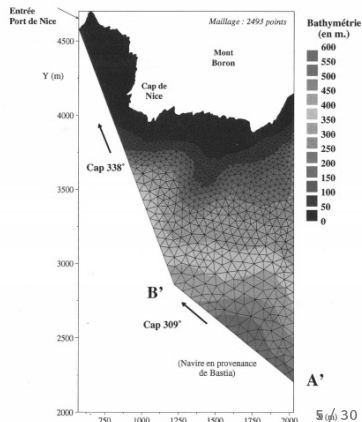 Entrée
Port de Nice
Maillage : 2493 points
Bathymétrie
(en m.)
4500
Mont
Boron
600
550
500
450
400
350
300
250
200
150
100
50
0
Y (m)
Cap de
Nice
4000
Cap 338°
3500
3000
B'
Cap 309°
2500
(Navire en provenance
de Bastia)
A'
2000
750
1000
1250
1500
1750
2000
(m)
5 / 30